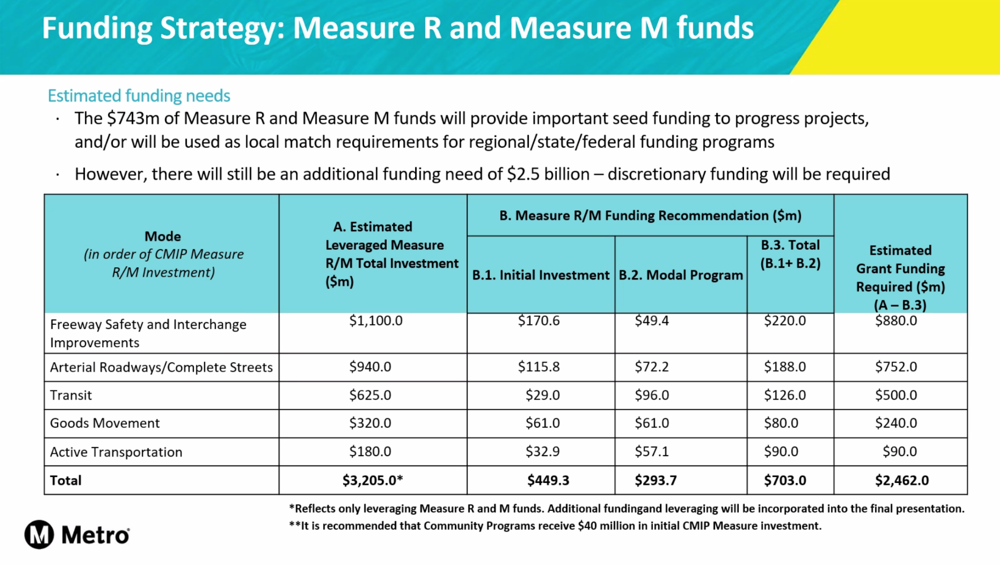 Funding Strategy: Measure R and Measure M funds
Estimated funding needs
· The $743m of Measure R and Measure M funds will provide important seed funding to progress projects,
and/or will be used as local match requirements for regional/state/federal funding programs
· However, there will still be an additional funding need of $2.5 billion – discretionary funding will be required
Mode
(in order of CMIP Measure
R/M Investment)
A. Estimated
Leveraged Measure
R/M Total Investment
($m)
B. Measure R/M Funding Recommendation ($m)
B.1. Initial Investment
B.2. Modal Program
B.3. Total
(B.1+ B.2)
Estimated
Grant Funding
Required ($m)
(A – B.3)
Freeway Safety and Interchange
Improvements
$1,100.0 $170.6 $49.4 $220.0 $880.0
Arterial Roadways/Complete Streets $940.0 $115.8 $72.2 $188.0 $752.0
Transit $625.0 $29.0 $96.0 $126.0 $500.0
Goods Movement $320.0 $61.0 $61.0 $80.0 $240.0
Active Transportation $180.0 $32.9 $57.1 $90.0 $90.0
Total $3,205.0* $449.3 $293.7 $703.0 $2,462.0
*Reflects only leveraging Measure R and M funds. Additional fundingand leveraging will be incorporated into the final presentation.
**It is recommended that Community Programs receive $40 million in initial CMIP Measure investment.
M Metro